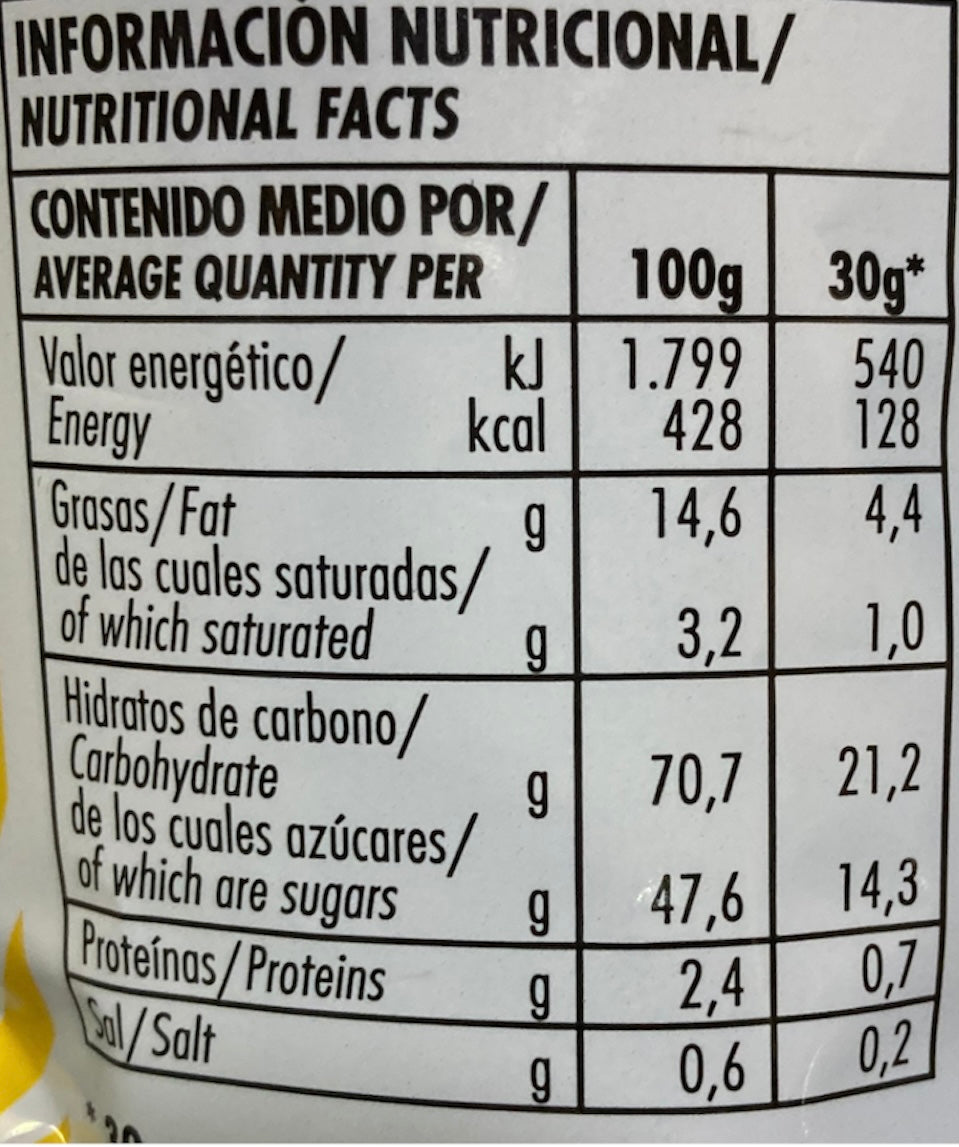 INFORMACIÓN NUTRICIONAL/
NUTRITIONAL FACTS
CONTENIDO MEDIO POR/
AVERAGE QUANTITY PER 100g 30g*
Valor energético/ kJ 1.799 540
Energy kcal 428 128
Grasas/Fat g 14,6 4,4
de las cuales saturadas/
of which saturated g 3,2 1,0
Hidratos de carbono/
Carbohydrate g 70,7 21,2
de los cuales azúcares/
of which are sugars g 47,6 14,3
Proteínas/Proteins g 2,4 0,7
Sal/Salt g 0,6 0,2